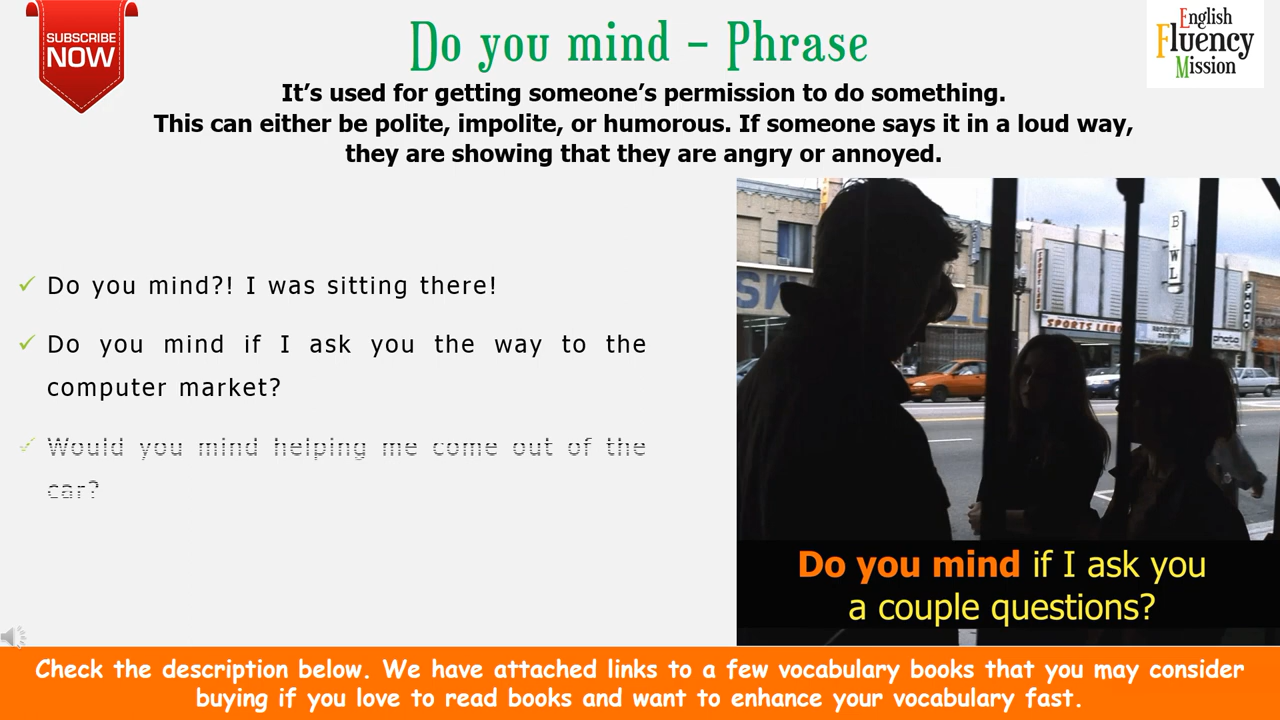 SUBSCRIBE
NOW
Do you mind – Phrase
English
Fluency
Mission
It's used for getting someone's permission to do something.
This can either be polite, impolite, or humorous. If someone says it in a loud way,
they are showing that they are angry or annoyed.
Do you mind?! I was sitting there!
Do you mind if I ask you the way to the
computer market?
Would you mind helping me come out of the
car?
SPORTS LAND
PHOTO
photo
Do you mind if I ask you
a couple questions?
Check the description below. We have attached links to a few vocabulary books that you may consider
buying if you love to read books and want to enhance your vocabulary fast.